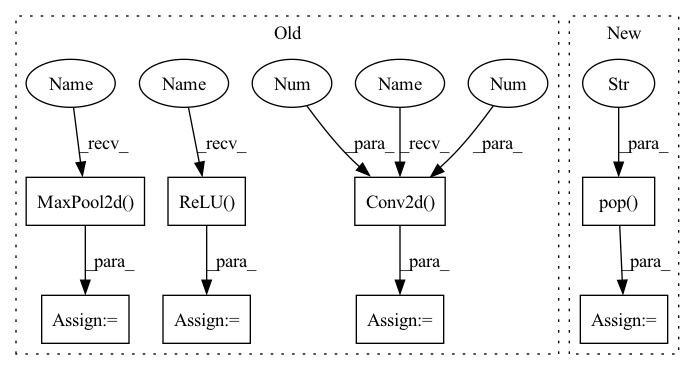 Old
New
Name
Name
Num
Name
Num
Str
_recv_
_recv_
_para_
_recv_
_para_
_para_
MaxPool2d()
ReLU()
Conv2d()
pop()
_para_
_para_
_para_
_para_
Assign:=
Assign:=
Assign:=
Assign:=